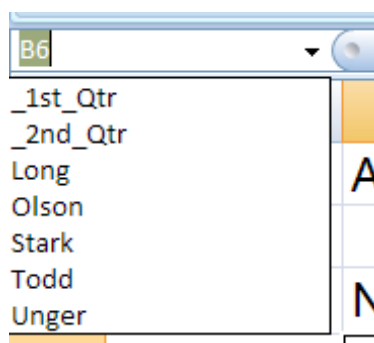 B6
_1st_Qtr
_2nd_Qtr
Long
A
Olson
Stark
Todd
N
Unger